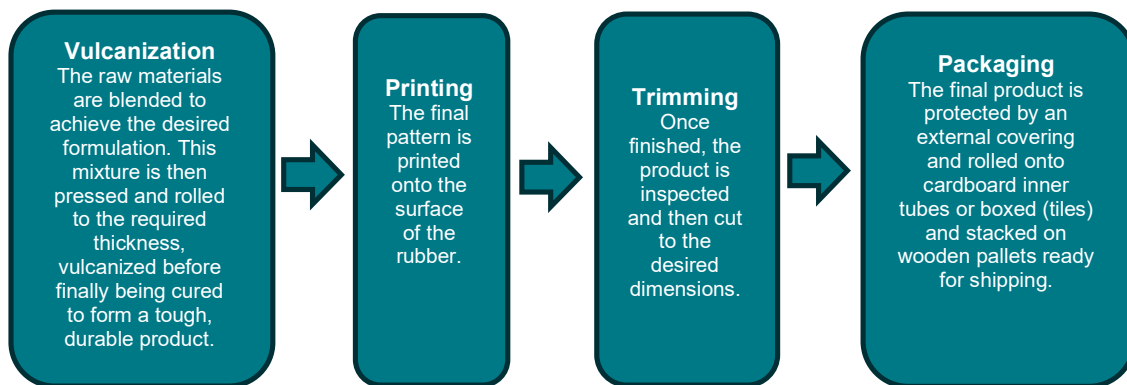 Vulcanization
The raw materials
are blended to
achieve the desired
formulation. This
mixture is then
pressed and rolled
to the required
thickness,
vulcanized before
finally being cured
to form a tough,
durable product.
Printing
The final
pattern is
printed
onto the
surface
of the
rubber.
Trimming
Once
finished, the
product is
inspected
and then cut
to the
desired
dimensions.
Packaging
The final product is
protected by an
external covering
and rolled onto
cardboard inner
tubes or boxed (tiles)
and stacked on
wooden pallets ready
for shipping.